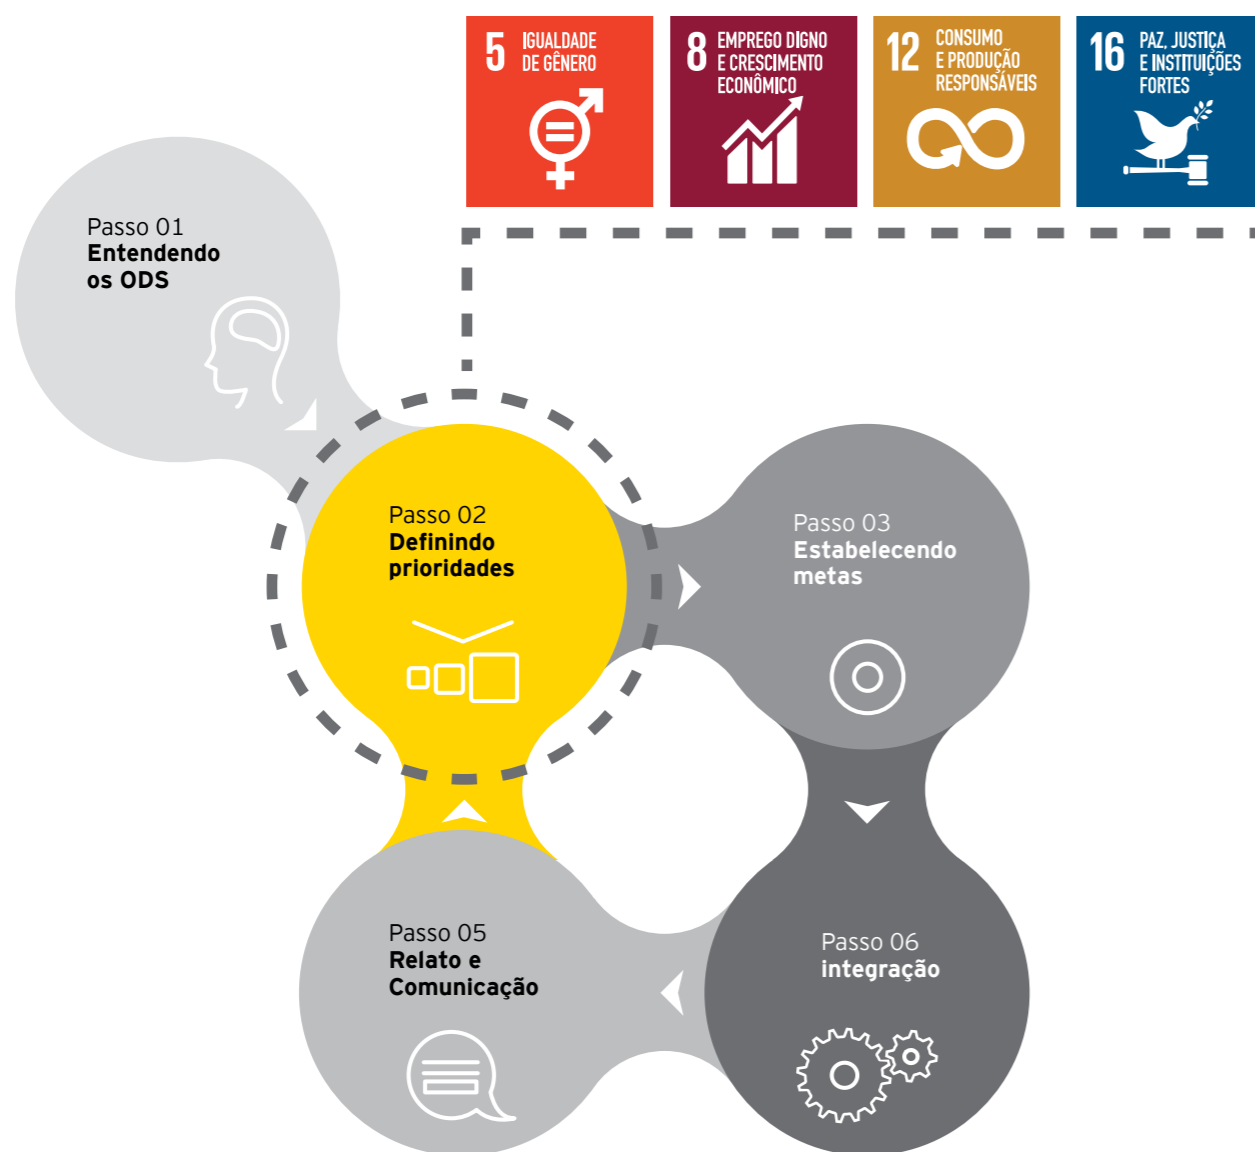 5
IGUALDADE
DE GÊNERO
8
EMPREGO DIGNO
E CRESCIMENTO
ECONÔMICO
12
CONSUMO
E PRODUÇÃO
RESPONSÁVEIS
16
PAZ, JUSTIÇA
E INSTITUIÇÕES
FORTES
Passo 01
Entendendo
os ODS
Passo 02
Definindo
prioridades
Passo 03
Estabelecendo
metas
Passo 05
Relato e
Comunicação
Passo 06
integração